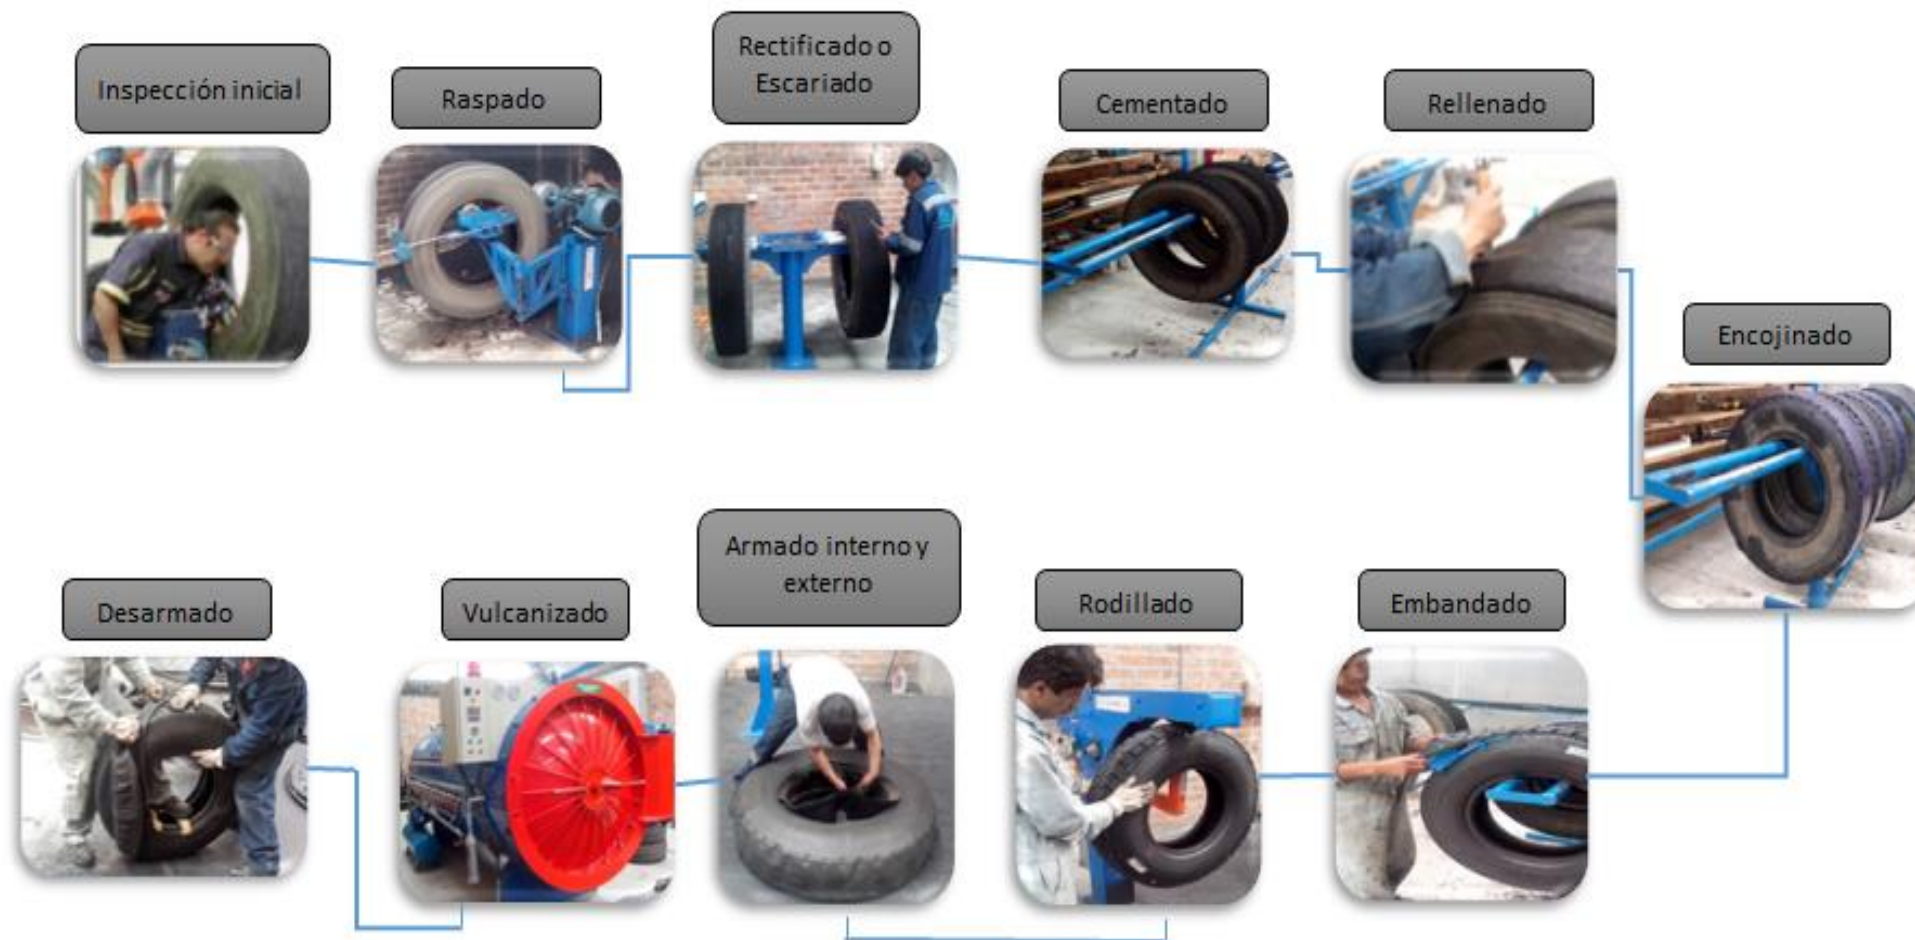 Inspección inicial
Raspado
Rectificado o
Escariado
Cementado
Rellenado
Encojinado
Embandado
Rodillado
Armado interno y
externo
Vulcanizado
Desarmado